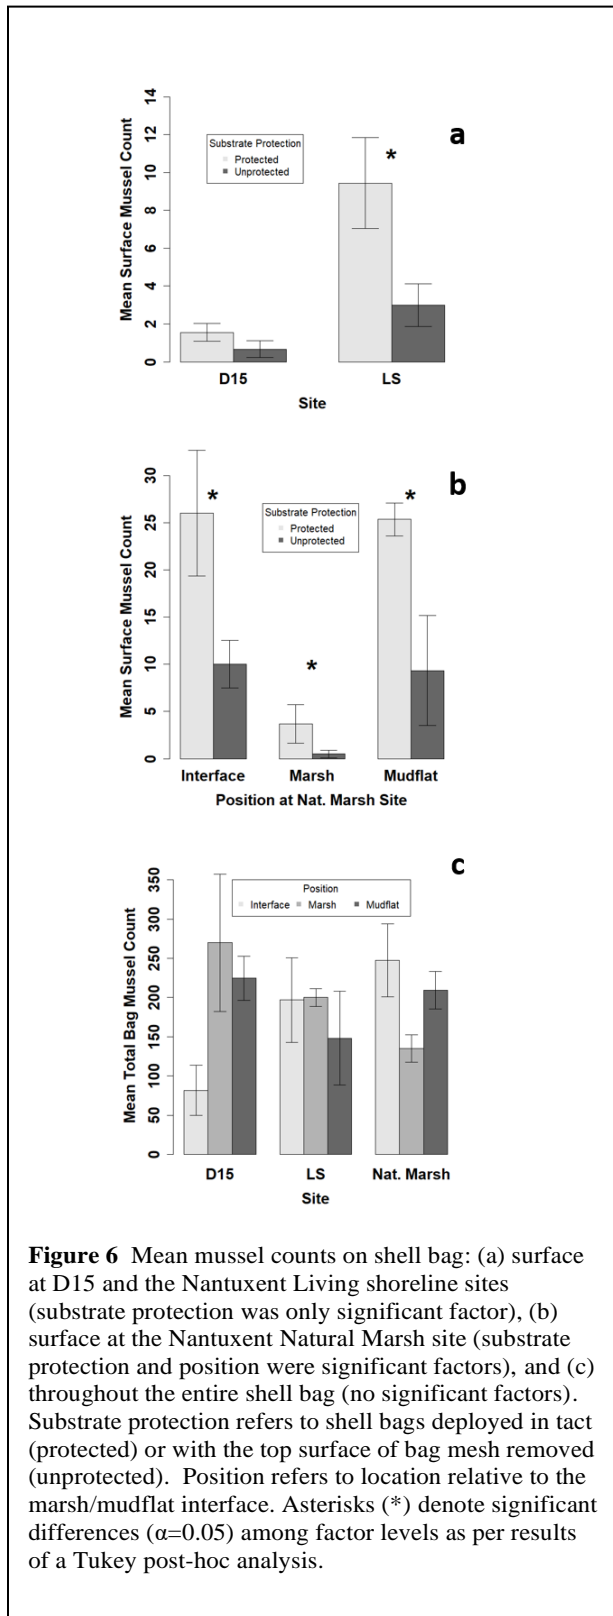 a
14
12
10
8
6
4
2
0
Mean Surface Mussel Count
Substrate Protection
Protected
Unprotected
*
D15 LS
Site
b
30
25
20
15
10
5
0
Mean Surface Mussel Count
Substrate Protection
Protected
Unprotected
* * *
Interface Marsh Mudflat
Position at Nat. Marsh Site
c
350
300
250
200
150
100
50
0
Mean Total Bag Mussel Count
Position
Interface Marsh Mudflat
D15 LS Nat. Marsh
Site
Figure 6 Mean mussel counts on shell bag: (a) surface
at D15 and the Nantuxent Living shoreline sites
(substrate protection was only significant factor), (b)
surface at the Nantuxent Natural Marsh site (substrate
protection and position were significant factors), and (c)
throughout the entire shell bag (no significant factors).
Substrate protection refers to shell bags deployed in tact
(protected) or with the top surface of bag mesh removed
(unprotected). Position refers to location relative to the
marsh/mudflat interface. Asterisks (*) denote significant
differences (α=0.05) among factor levels as per results
of a Tukey post-hoc analysis.